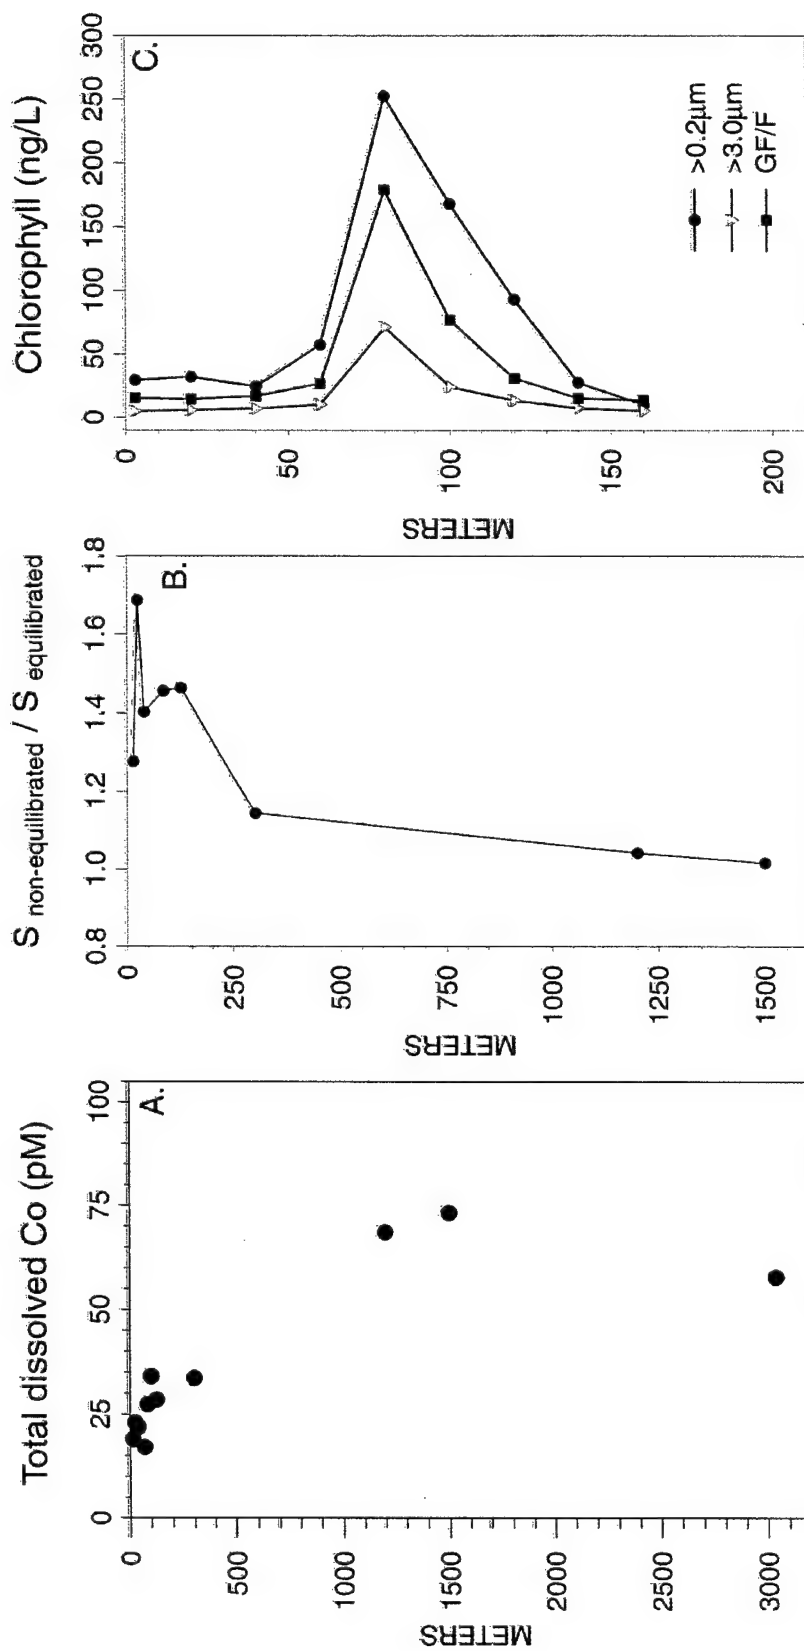 Total dissolved Co (pM)
0 25 50 75 100
A.
0
500
1000
1500
2000
2500
3000
METERS
S non-equilibrated / S equilibrated
0.8 1.0 1.2 1.4 1.6 1.8
B.
0
250
500
750
1000
1250
1500
METERS
Chlorophyll (ng/L)
0 50 100 150 200 250 300
C.
0
50
100
150
200
METERS
>0.2µm
>3.0µm
GF/F